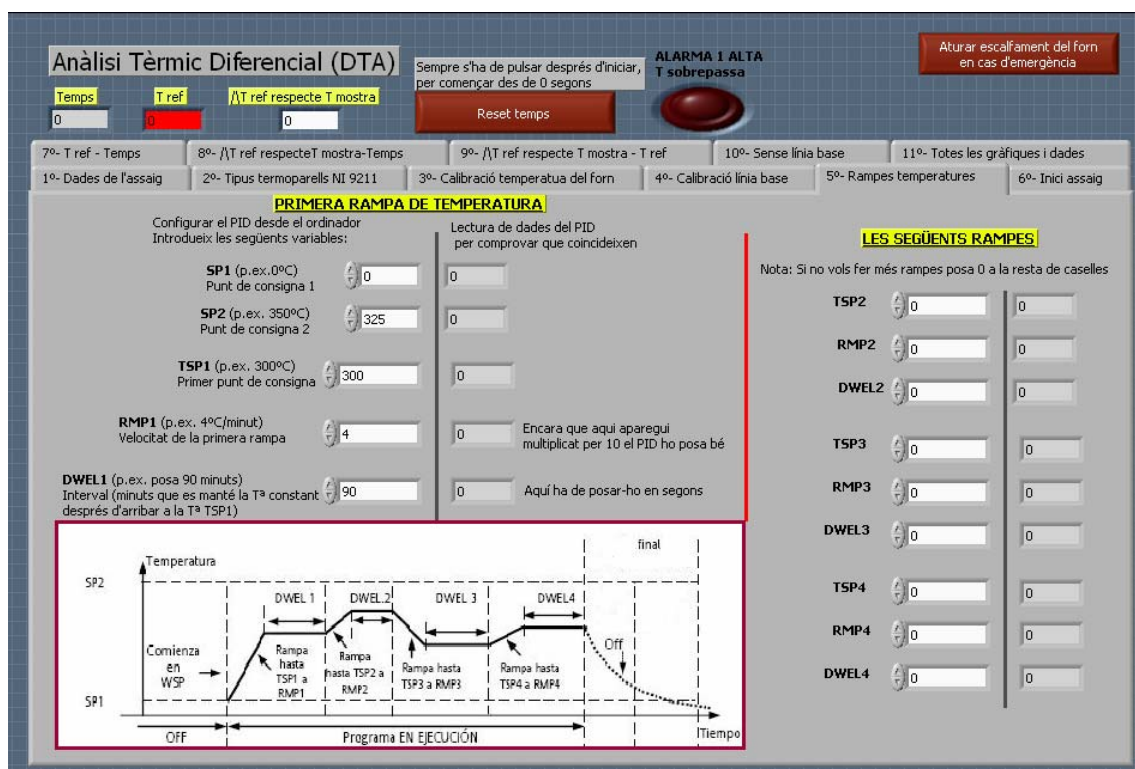 Anàlisi Tèrmic Diferencial (DTA)
Sempre s'ha de pulsar després d'iniciar,
per començar des de 0 segons
ALARMA 1 ALTA
T sobrepassa
Aturar escalfament del forn
en cas d'emergència
Temps
T ref
/\T ref respecte T mostra
0
0
0
Reset temps
7º- T ref - Temps
8º- /\T ref respecteT mostra-Temps
9º- /\T ref respecte T mostra - T ref
10º- Sense línia base
11º- Totes les gràfiques i dades
1º- Dades de l'assaig
2º- Tipus termoparells NI 9211
3º- Calibració temperatua del forn
4º- Calibració línia base
5º- Rampes temperatures
6º- Inici assaig
PRIMERA RAMPA DE TEMPERATURA
Configurar el PID desde el ordinador
Introdueix les següents variables:
Lectura de dades del PID
per comprovar que coincideixen
SP1 (p.ex.0ºC)
Punt de consigna 1
0
0
SP2 (p.ex. 350ºC)
Punt de consigna 2
325
0
TSP1 (p.ex. 300ºC)
Primer punt de consigna
300
0
RMP1 (p.ex. 4ºC/minut)
Velocitat de la primera rampa
4
0
Encara que aqui aparegui
multiplicat per 10 el PID ho posa bé
DWEL1 (p.ex. posa 90 minuts)
Interval (minuts que es manté la Tª constant
després d'arribar a la Tª TSP1)
90
0
Aquí ha de posar-ho en segons
LES SEGÜENTS RAMPES
Nota: Si no vols fer més rampes posa 0 a la resta de caselles
TSP2
0
0
RMP2
0
0
DWEL2
0
0
TSP3
0
0
RMP3
0
0
DWEL3
0
0
TSP4
0
0
RMP4
0
0
DWEL4
0
0
Temperatura
final
SP2
DWEL 1
DWEL.2
DWEL 3
DWEL4
Comienza
en
WSP
Rampa
hasta
TSP1 a
RMP1
Rampa
hasta TSP2 a
RMP2
Rampa hasta
TSP3 a RMP3
Rampa hasta
TSP4 a RMP4
Off
SP1
OFF
Programa EN EJECUCIÓN
Tiempo